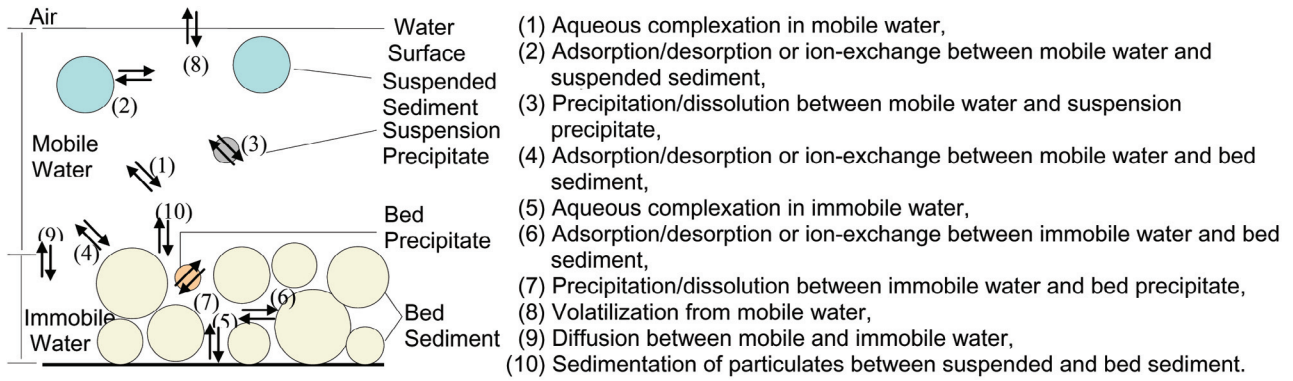 Air
Water
Surface
(8)
Suspended
Sediment
(2)
Suspension
Precipitate
(3)
Mobile
Water
(1)
(10)
Bed
Precipitate
(9)
(4)
(7)
(6)
(5)
Immobile
Water
Bed
Sediment
(1) Aqueous complexation in mobile water,
(2) Adsorption/desorption or ion-exchange between mobile water and
suspended sediment,
(3) Precipitation/dissolution between mobile water and suspension
precipitate,
(4) Adsorption/desorption or ion-exchange between mobile water and bed
sediment,
(5) Aqueous complexation in immobile water,
(6) Adsorption/desorption or ion-exchange between immobile water and bed
sediment,
(7) Precipitation/dissolution between immobile water and bed precipitate,
(8) Volatilization from mobile water,
(9) Diffusion between mobile and immobile water,
(10) Sedimentation of particulates between suspended and bed sediment.